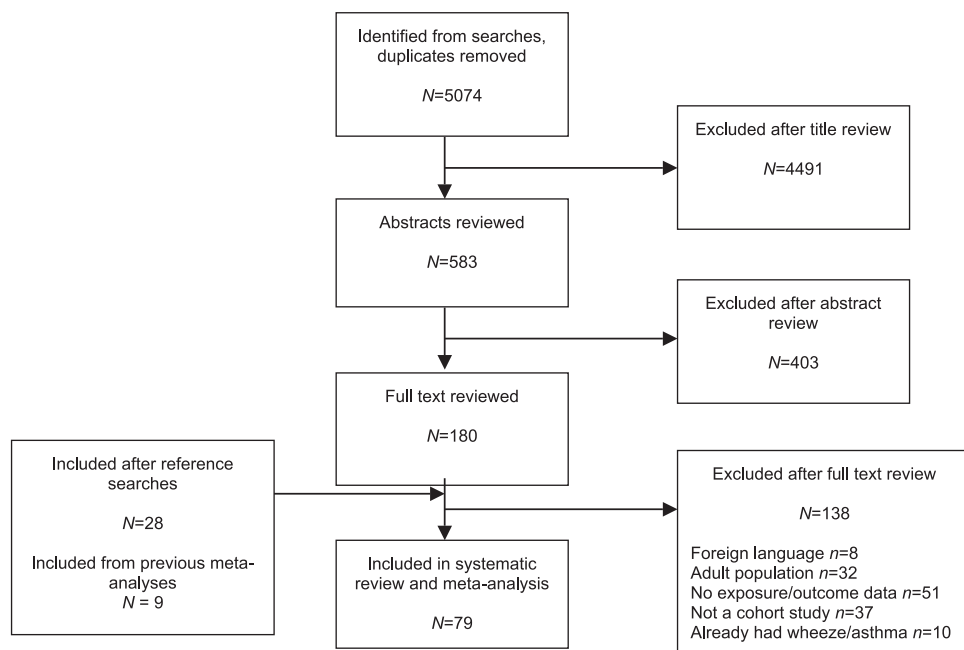 Identified from searches,
duplicates removed
N=5074
Excluded after title review
N=4491
Abstracts reviewed
N=583
Excluded after abstract
review
N=403
Full text reviewed
N=180
Included after reference
searches
N=28
Included from previous meta-
analyses
N = 9
Excluded after full text review
N=138
Foreign language n=8
Adult population n=32
No exposure/outcome data n=51
Not a cohort study n=37
Already had wheeze/asthma n=10
Included in systematic
review and meta-analysis
N=79